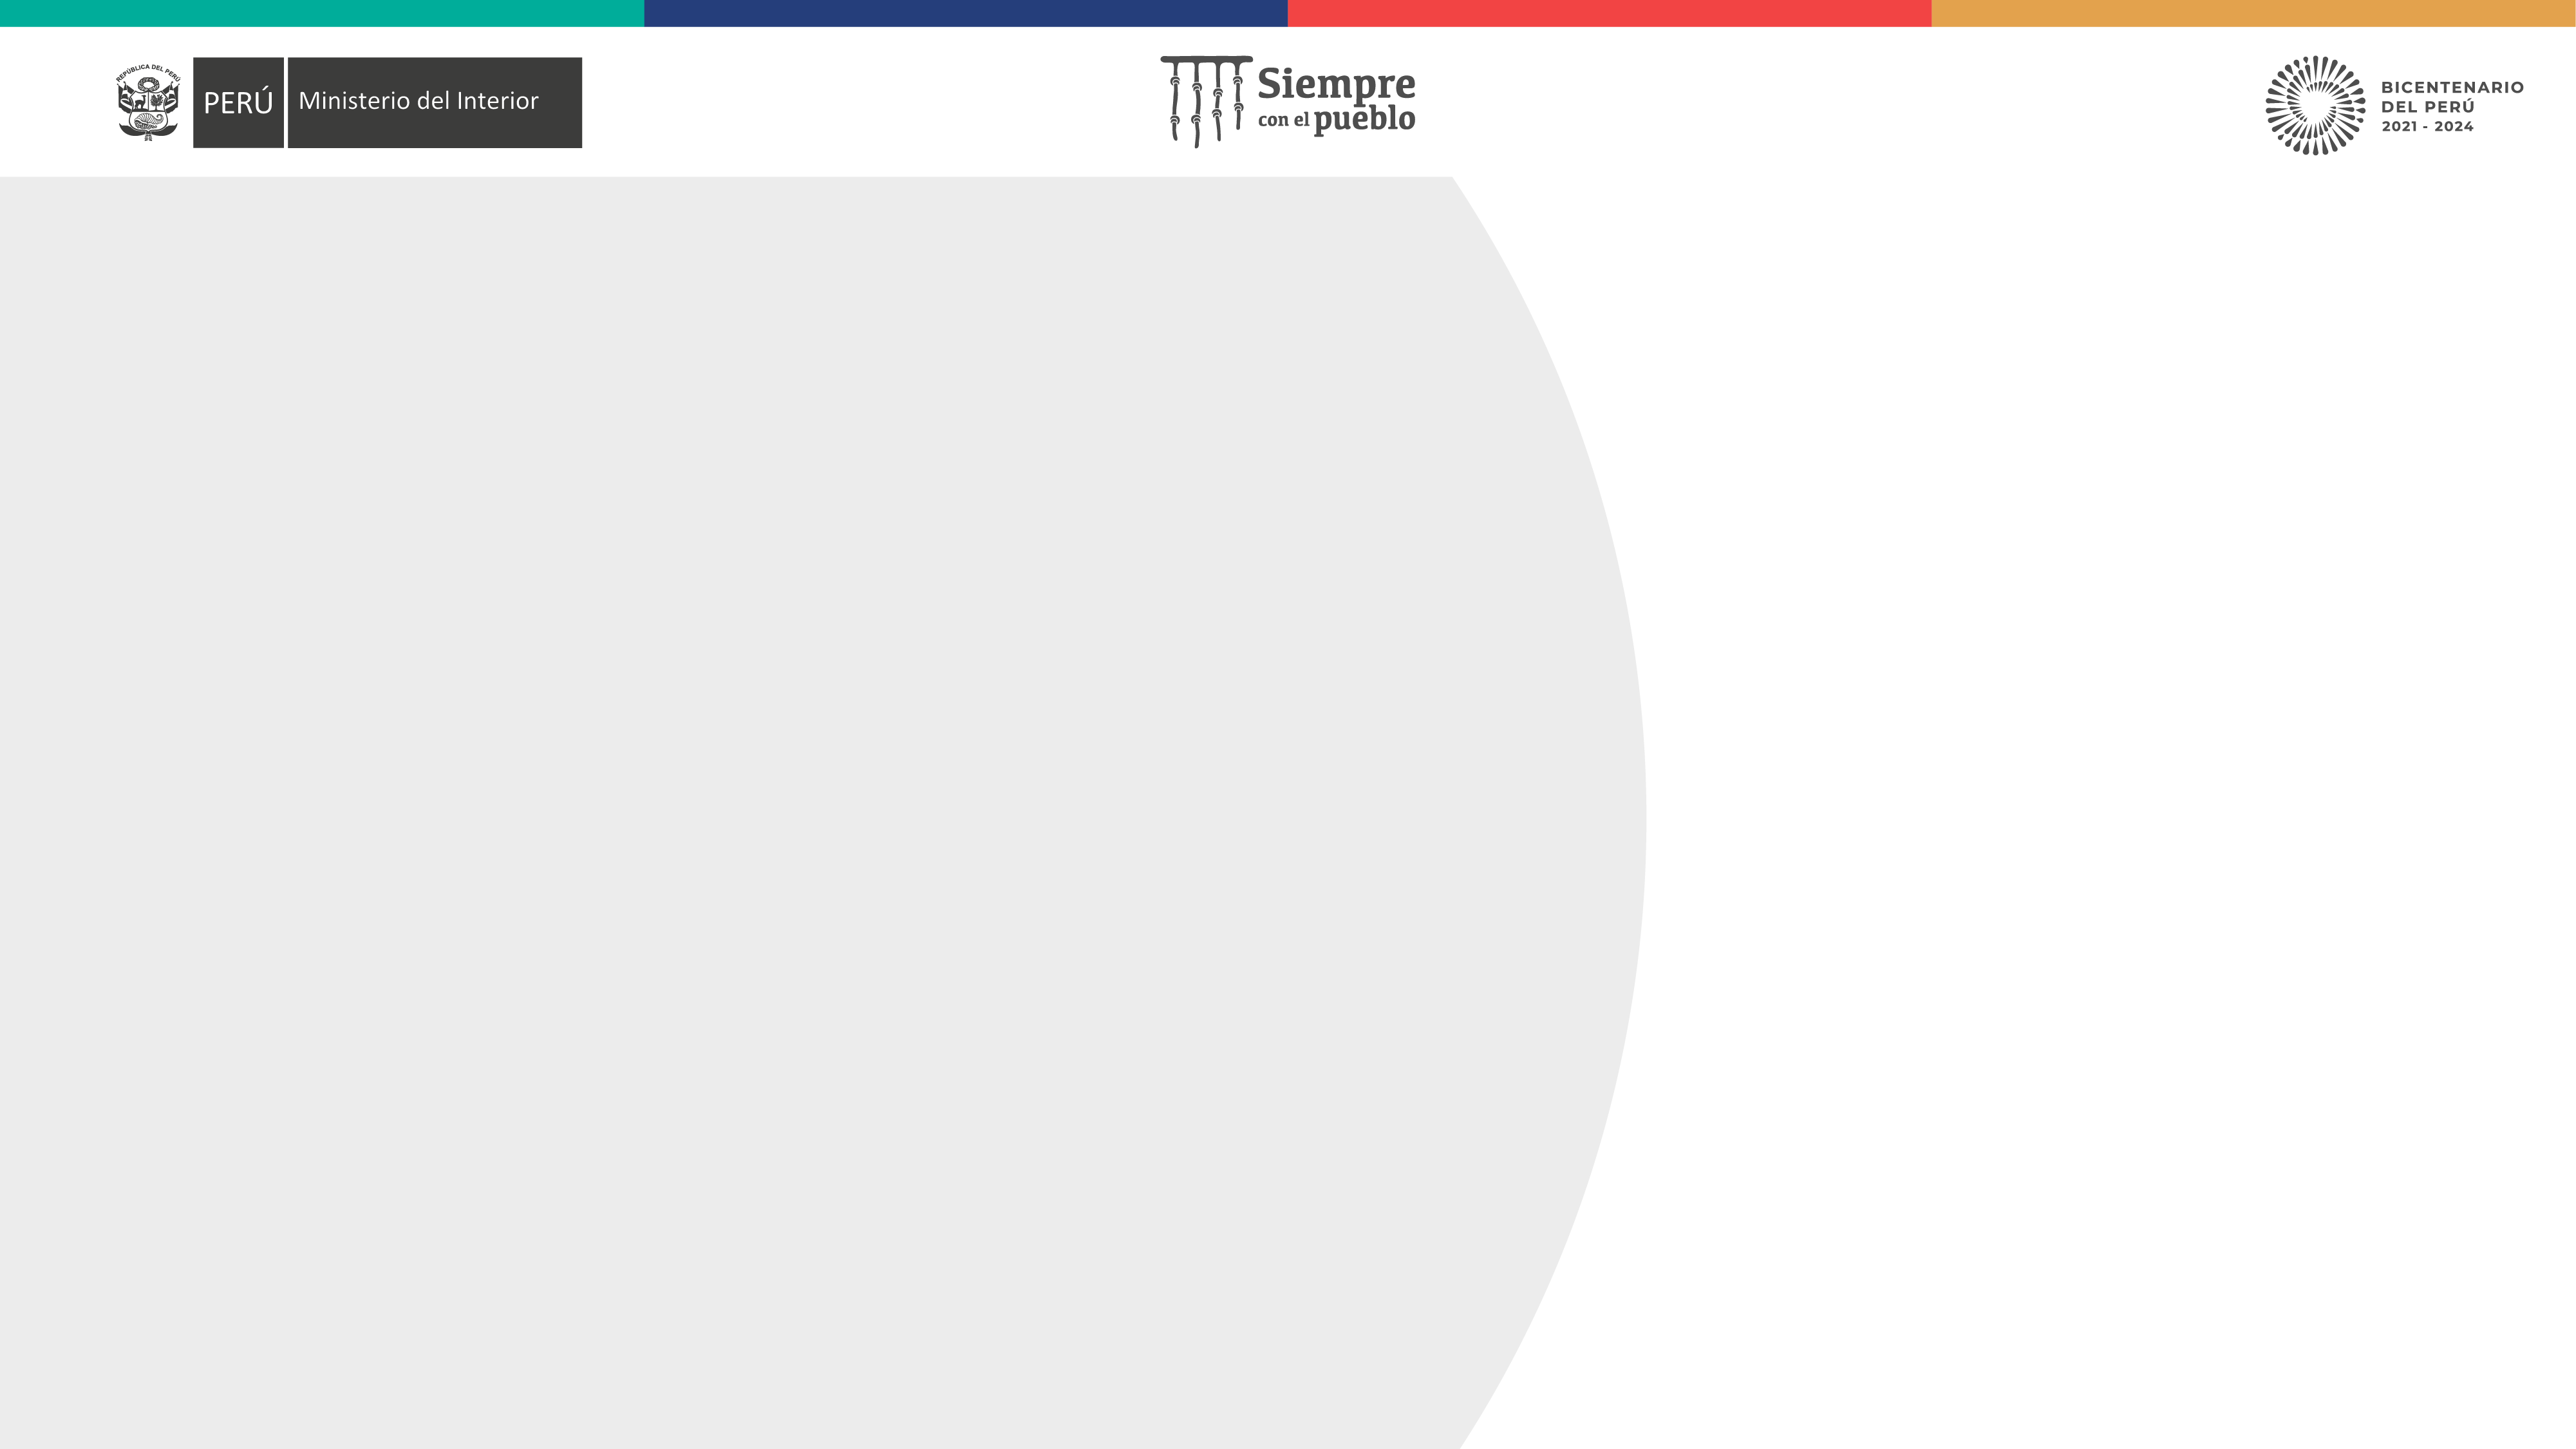 REPÚBLICA DEL PERÚ
PERÚ
Ministerio del Interior
Siempre
con el pueblo
BICENTENARIO
DEL PERÚ
2021 - 2024